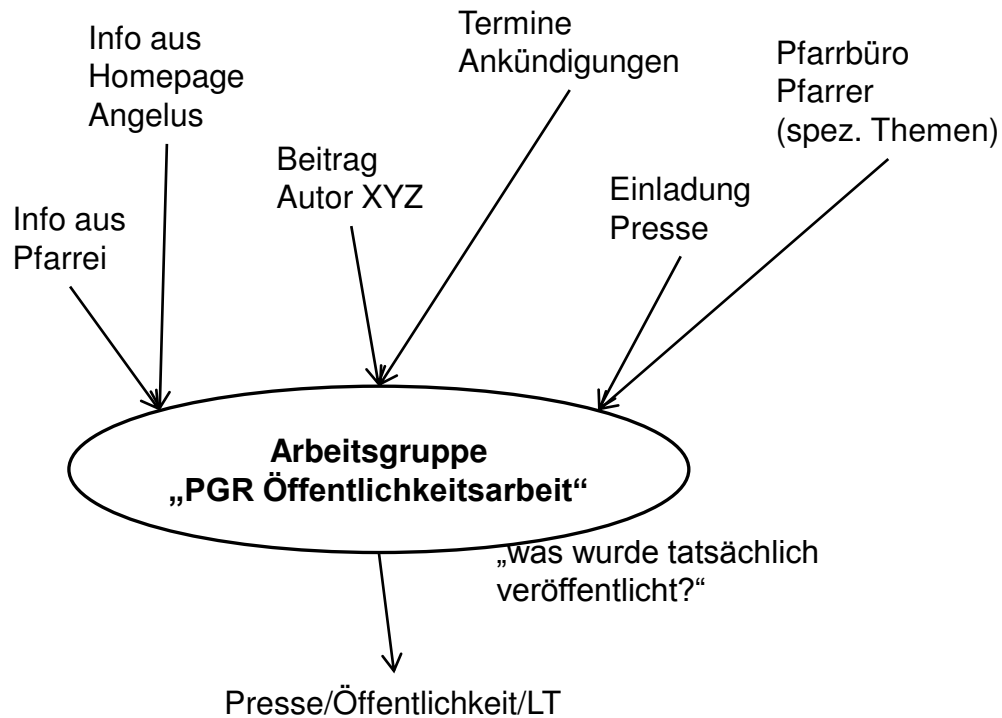 Info aus
Homepage
Angelus
Termine
Ankündigungen
Pfarrbüro
Pfarrer
(spez. Themen)
Beitrag
Autor XYZ
Einladung
Presse
Info aus
Pfarrei
Arbeitsgruppe
„PGR Öffentlichkeitsarbeit“
„was wurde tatsächlich
veröffentlicht?“
Presse/Öffentlichkeit/LT